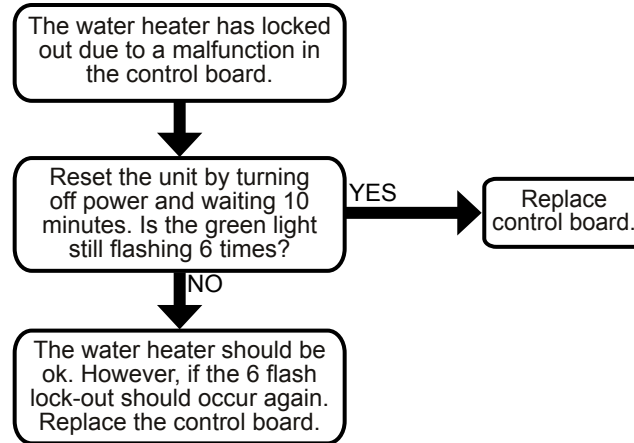 The water heater has locked
out due to a malfunction in
the control board.
Reset the unit by turning
off power and waiting 10
minutes. Is the green light
still flashing 6 times?
YES
Replace
control board.
NO
The water heater should be
ok. However, if the 6 flash
lock-out should occur again.
Replace the control board.